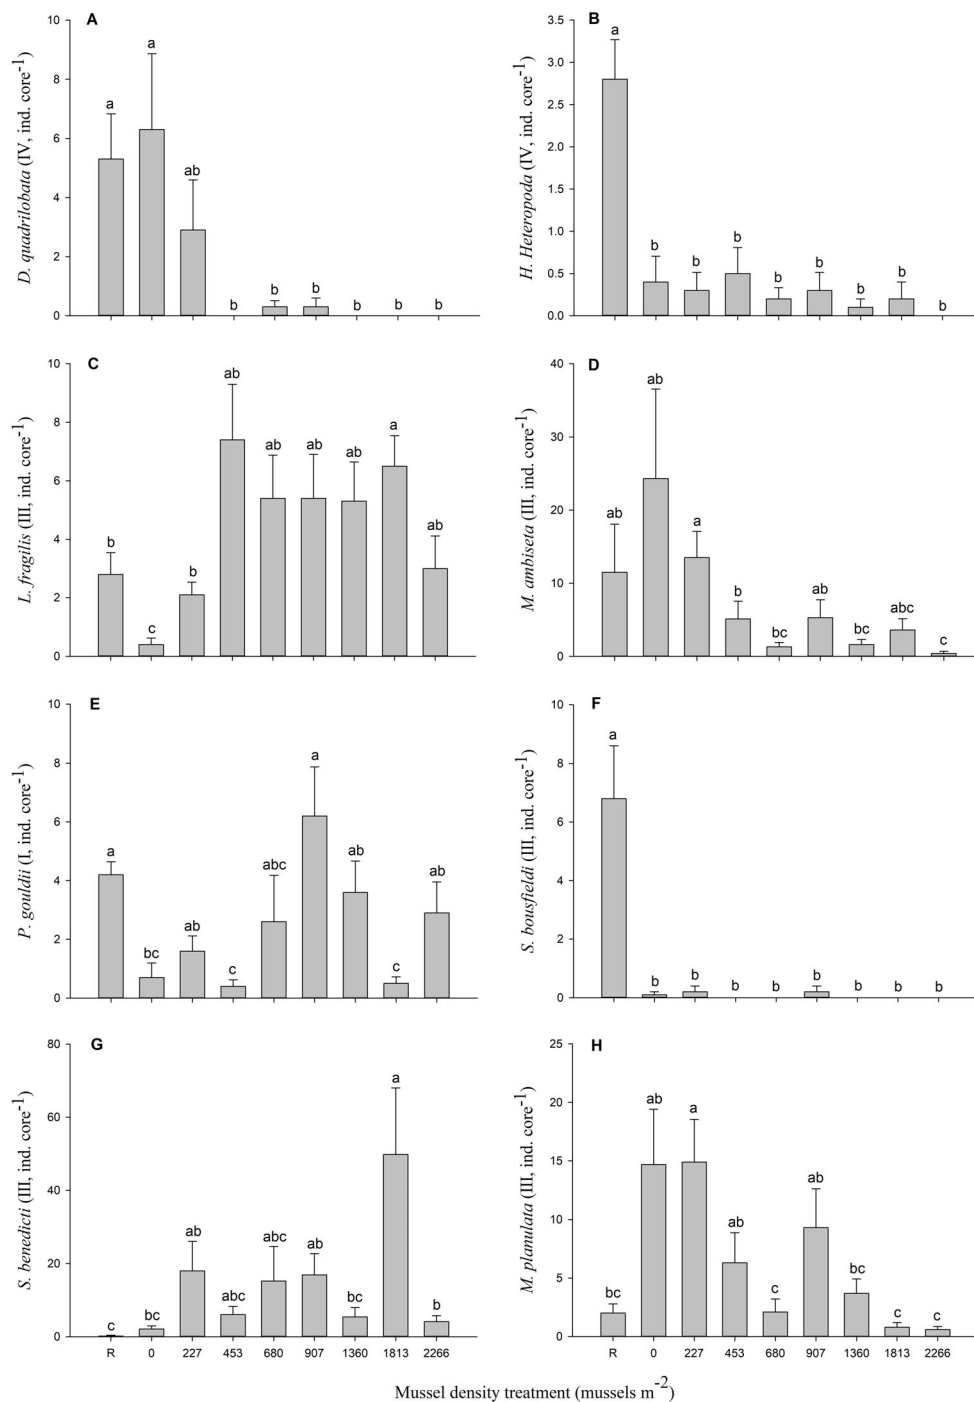 A
D. quadrilobata (IV, ind. core-1)
10
8
6
4
2
0
a
a
ab
b
b
b
b
b
b
B
H. Heteropoda (IV, ind. core-1)
3.5
3.0
2.5
2.0
1.5
1.0
0.5
0.0
a
b
b
b
b
b
b
b
b
C
L. fragilis (III, ind. core-1)
10
8
6
4
2
0
b
c
b
ab
ab
ab
ab
a
ab
D
M. ambiseta (III, ind. core-1)
40
30
20
10
0
ab
ab
a
b
bc
ab
bc
abc
c
E
P. gouldii (I, ind. core-1)
10
8
6
4
2
0
a
bc
ab
c
abc
a
ab
c
ab
F
S. bousfieldi (III, ind. core-1)
10
8
6
4
2
0
a
b
b
b
b
b
b
b
b
G
S. benedicti (III, ind. core-1)
80
60
40
20
0
c
bc
ab
abc
abc
ab
bc
a
b
R 0 227 453 680 907 1360 1813 2266
H
M. planulata (III, ind. core-1)
25
20
15
10
5
0
bc
ab
a
ab
c
ab
bc
c
c
R 0 227 453 680 907 1360 1813 2266
Mussel density treatment (mussels m-2)